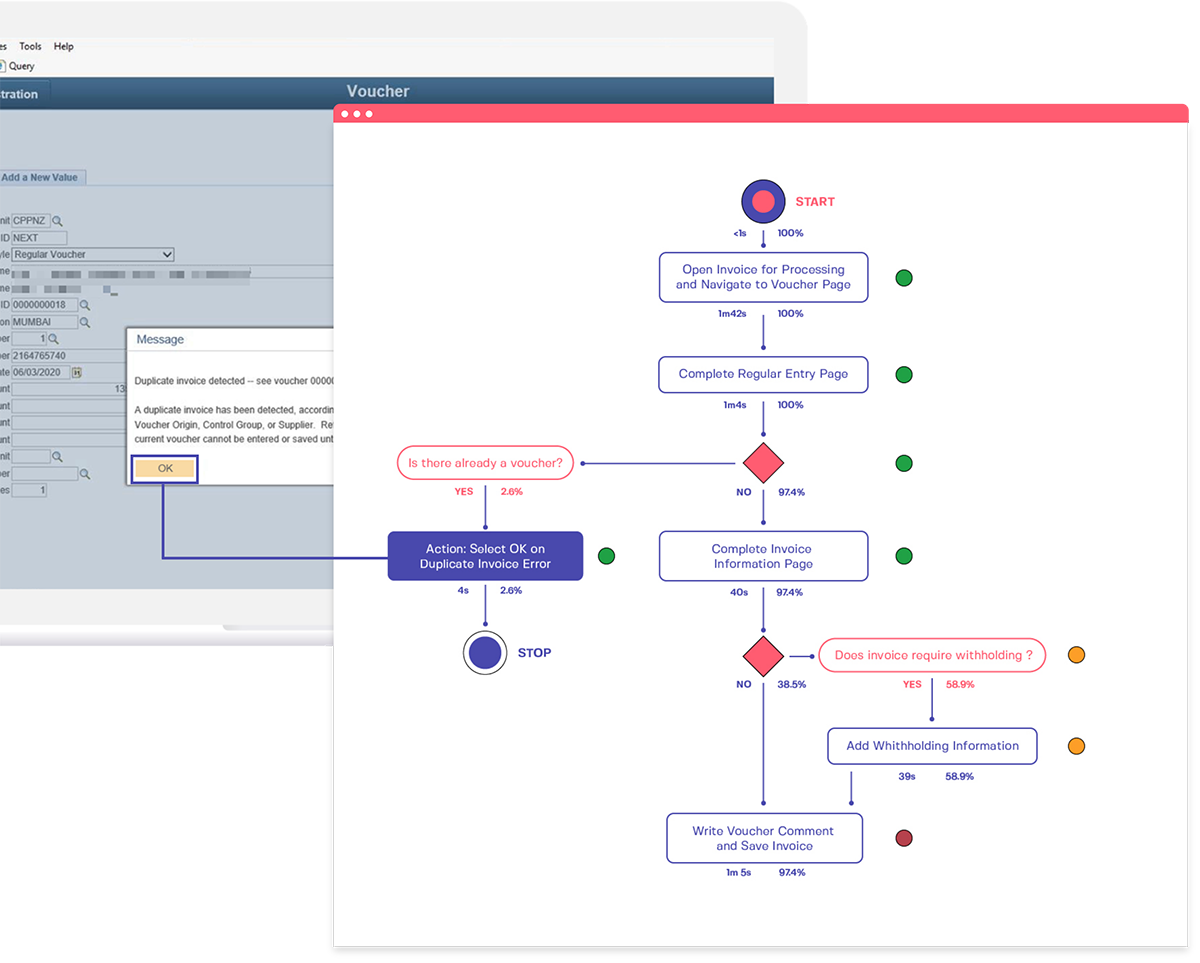 es Tools Help
Query
tration
Voucher
Add a New Value
nit CPPNZ
ID NEXT
yle Regular Voucher
me
me
ID 0000000018
on MUMBAI
ber 1
ber 2164765740
ate 06/03/2020
unt 13
unt
unt
unt
nit
ber
es 1
Message
Duplicate invoice detected -- see voucher 0000
A duplicate invoice has been detected, accordin
Voucher Origin, Control Group, or Supplier. Re
current voucher cannot be entered or saved unt
OK
START
<1s 100%
Open Invoice for Processing
and Navigate to Voucher Page
1m42s 100%
Complete Regular Entry Page
1m4s 100%
Is there already a voucher?
YES 2.6%
NO 97.4%
Action: Select OK on
Duplicate Invoice Error
4s 2.6%
STOP
Complete Invoice
Information Page
40s 97.4%
Does invoice require withholding ?
NO 38.5%
YES 58.9%
Add Whithholding Information
39s 58.9%
Write Voucher Comment
and Save Invoice
1m 5s 97.4%